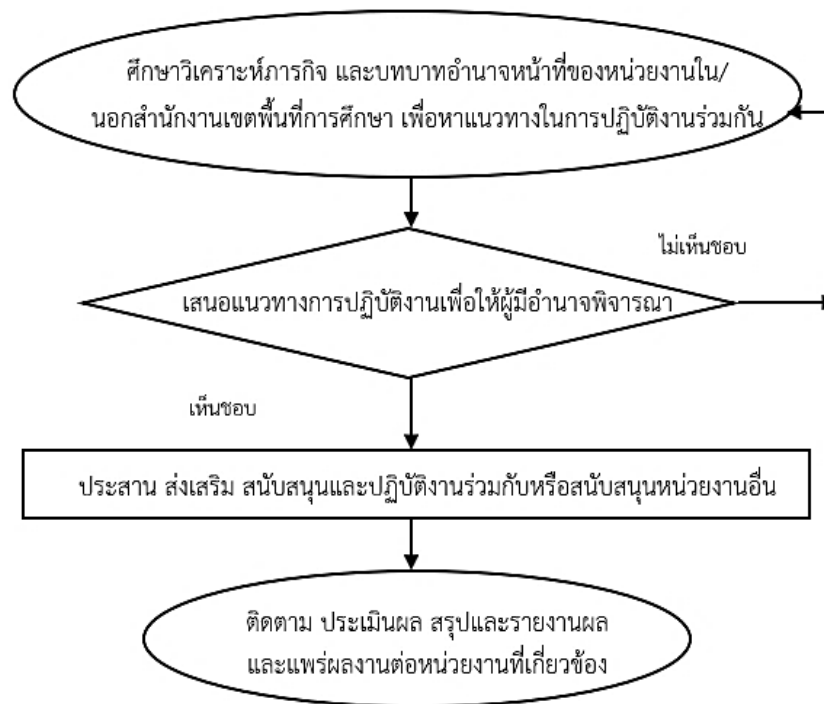 ศึกษาวิเคราะห์ภารกิจ และบทบาทอำนาจหน้าที่ของหน่วยงานใน/
นอกสำนักงานเขตพื้นที่การศึกษา เพื่อหาแนวทางในการปฏิบัติงานร่วมกัน
ไม่เห็นชอบ
เสนอแนวทางการปฏิบัติงานเพื่อให้ผู้มีอำนาจพิจารณา
เห็นชอบ
ประสาน ส่งเสริม สนับสนุนและปฏิบัติงานร่วมกับหรือสนับสนุนหน่วยงานอื่น
ติดตาม ประเมินผล สรุปและรายงานผล
และแพร่ผลงานต่อหน่วยงานที่เกี่ยวข้อง